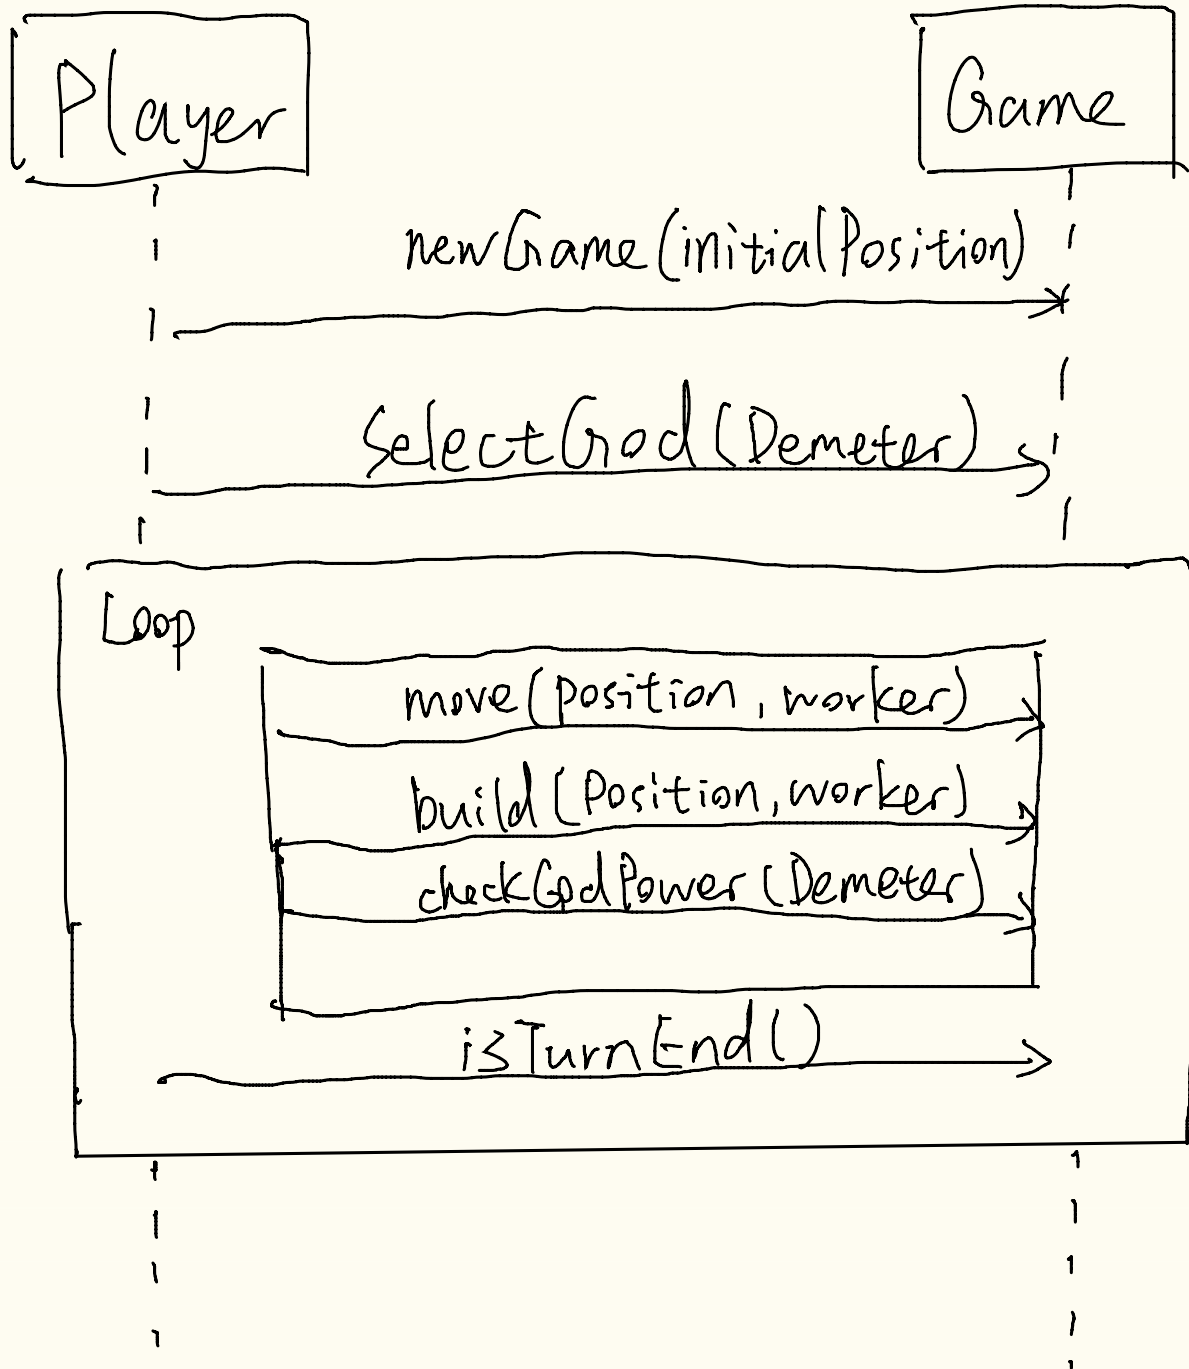 Player
Game
newGame(initialPosition)
SelectGod(Demeter)
Loop
move(position, worker)
build(Position, worker)
checkGodPower(Demeter)
isTurnEnd()